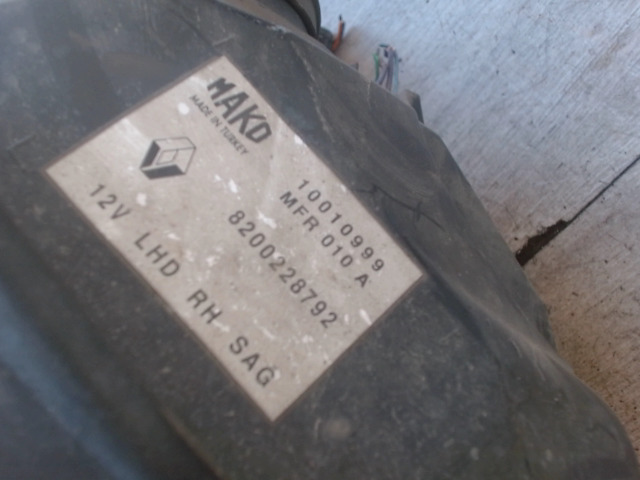 MAKO
MADE IN TURKEY
10010999
MFR 010 A
8200228792
12V LHD RH SAG